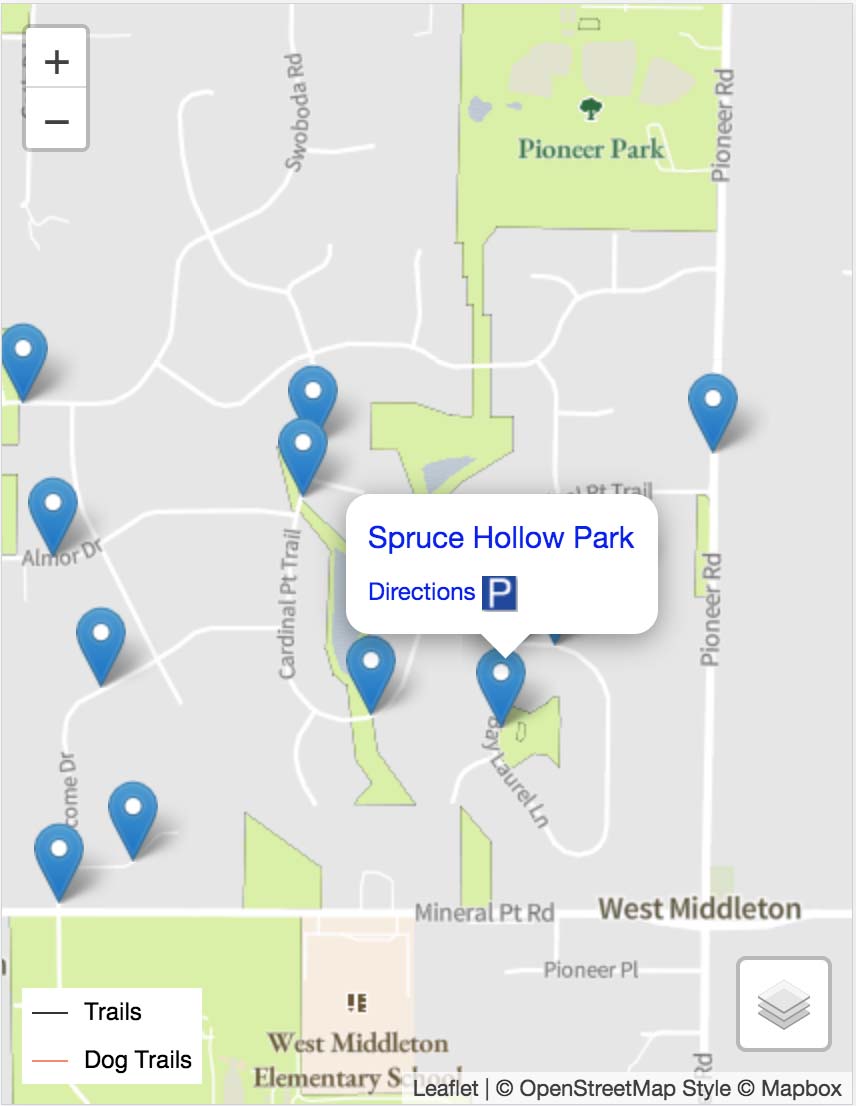 +
Swoboda Rd
−
Pioneer Park
Pioneer Rd
Pt Trail
Spruce Hollow Park
Directions P
Almor Dr
Cardinal Pt Trail
Pioneer Rd
Bay Laurel Ln
come Dr
Mineral Pt Rd
West Middleton
Pioneer Pl
Trails
Dog Trails
West Middleton
Elementary School
Rd
Leaflet | © OpenStreetMap Style © Mapbox